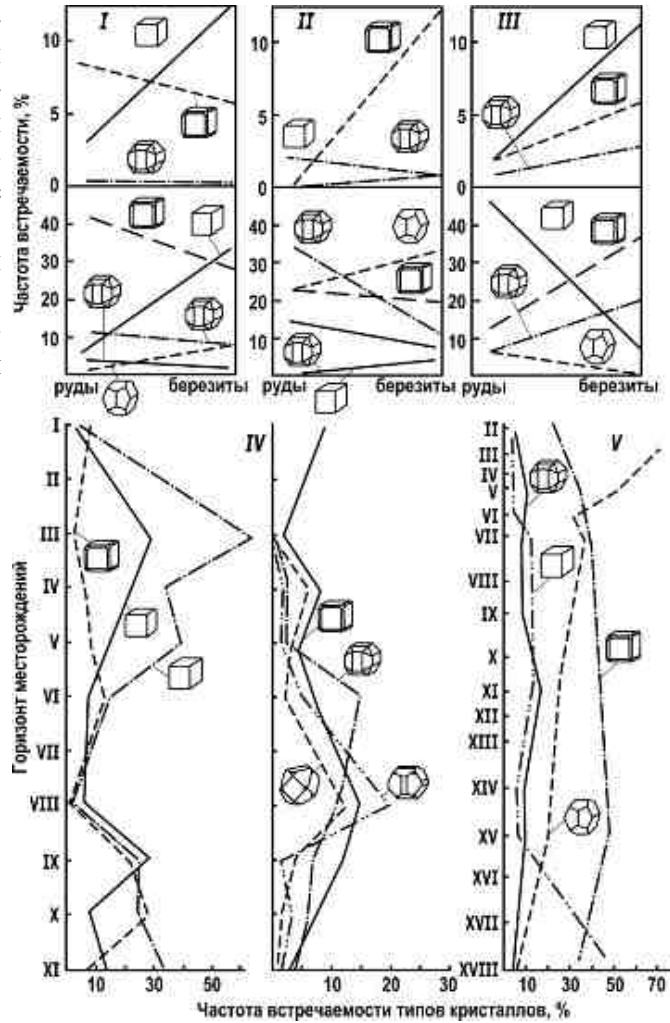 I II III
Частота встречаемости, %
10
5
0
10
5
0
10
5
0
40
30
20
10
40
30
20
10
40
30
20
10
руды березиты
руды березиты
руды березиты
IV V
Горизонт месторождений
I
II
III
IV
V
VI
VII
VIII
IX
X
XI
II
III
IV
V
VI
VII
VIII
IX
X
XI
XII
XIII
XIV
XV
XVI
XVII
XVIII
10 30 50
0 10 20 30
10 30 50 70
Частота встречаемости типов кристаллов, %